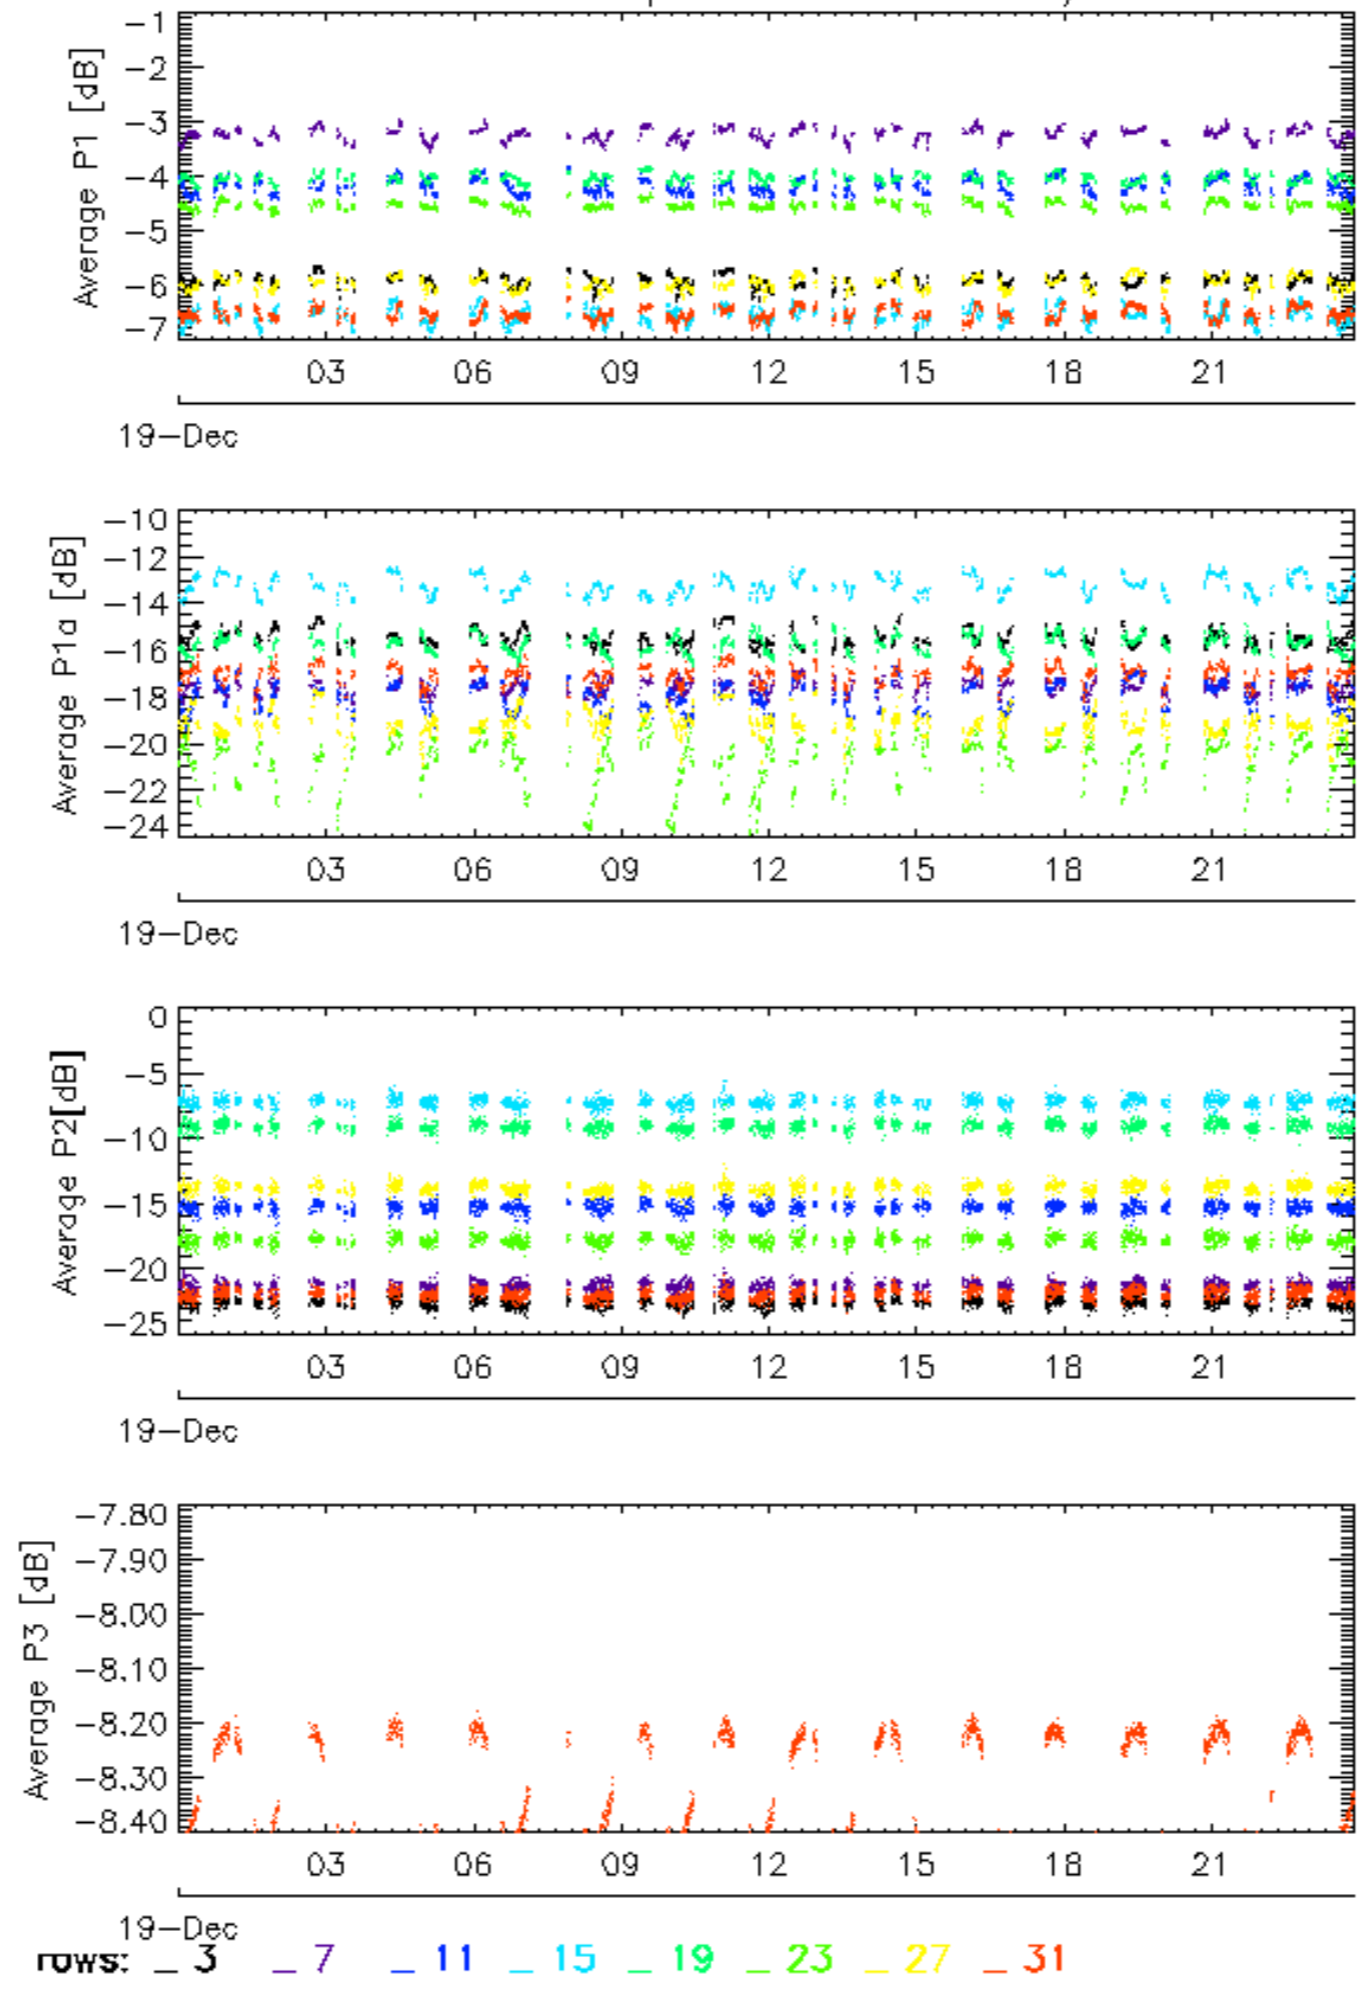 Average P1 [dB]
-1
-2
-3
-4
-5
-6
-7
03 06 09 12 15 18 21
19-Dec
Average P1a [dB]
-10
-12
-14
-16
-18
-20
-22
-24
03 06 09 12 15 18 21
19-Dec
Average P2[dB]
0
-5
-10
-15
-20
-25
03 06 09 12 15 18 21
19-Dec
Average P3 [dB]
-7.80
-7.90
-8.00
-8.10
-8.20
-8.30
-8.40
03 06 09 12 15 18 21
19-Dec
rows: _ 3 _ 7 _ 11 _ 15 _ 19 _ 23 _ 27 _ 31